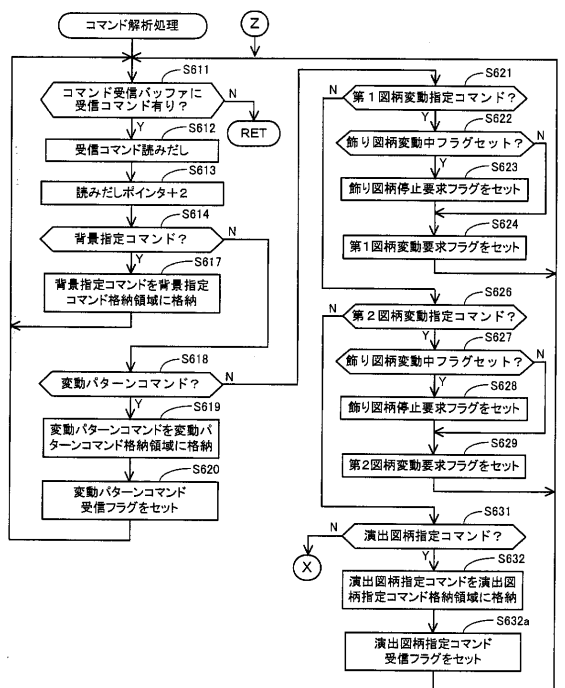 コマンド解析処理
Z
S611
コマンド受信バッファに
受信コマンド有り?
N
Y
RET
S612
受信コマンド読みだし
S613
読みだしポインタ+2
S614
背景指定コマンド?
N
Y
S617
背景指定コマンドを背景指定
コマンド格納領域に格納
S618
変動パターンコマンド?
N
Y
S619
変動パターンコマンドを変動パ
ターンコマンド格納領域に格納
S620
変動パターンコマンド
受信フラグをセット
S621
N
第1図柄変動指定コマンド?
Y
S622
飾り図柄変動中フラグセット?
N
Y
S623
飾り図柄停止要求フラグをセット
S624
第1図柄変動要求フラグをセット
S626
N
第2図柄変動指定コマンド?
Y
S627
飾り図柄変動中フラグセット?
N
Y
S628
飾り図柄停止要求フラグをセット
S629
第2図柄変動要求フラグをセット
S631
N
演出図柄指定コマンド?
X
Y
S632
演出図柄指定コマンドを演出図
柄指定コマンド格納領域に格納
S632a
演出図柄指定コマンド
受信フラグをセット